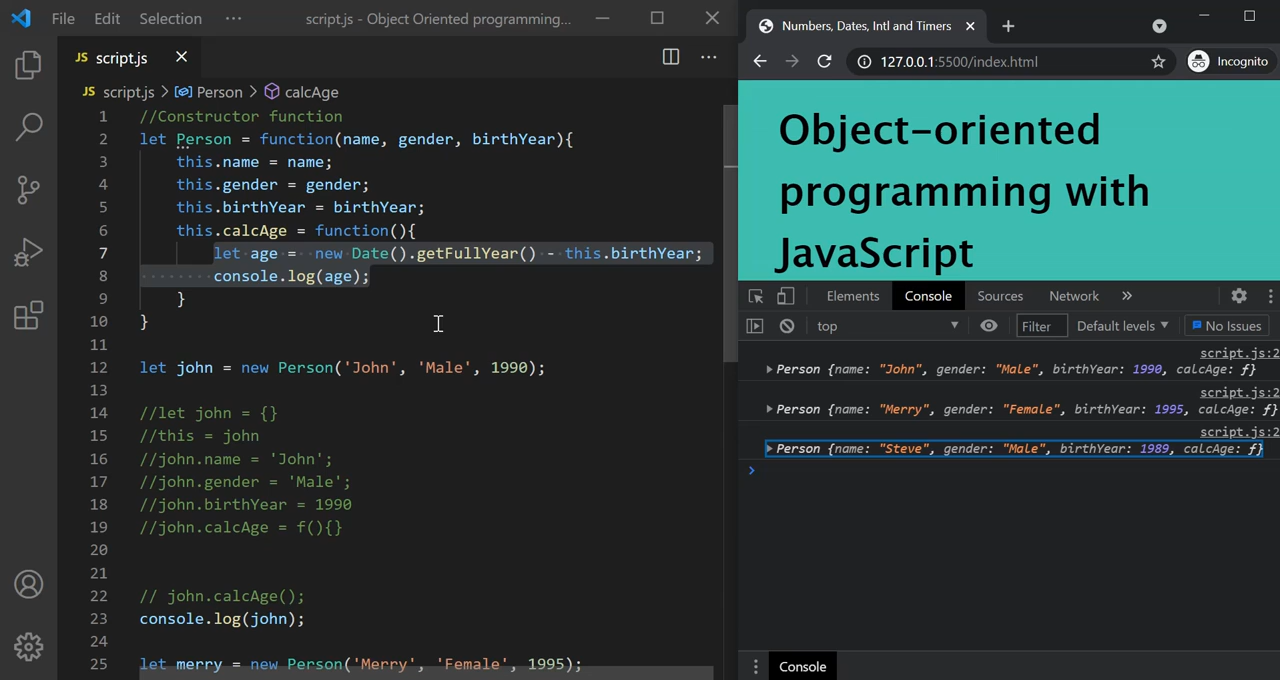 File Edit Selection ··· script.js - Object Oriented programming...
JS script.js
JS script.js > Person > calcAge
1 //Constructor function
2 let Person = function(name, gender, birthYear){
3 this.name = name;
4 this.gender = gender;
5 this.birthYear = birthYear;
6 this.calcAge = function(){
7 let age =  new Date().getFullYear() - this.birthYear;
8 console.log(age);
9 }
10 }
11
12 let john = new Person('John', 'Male', 1990);
13
14 //let john = {}
15 //this = john
16 //john.name = 'John';
17 //john.gender = 'Male';
18 //john.birthYear = 1990
19 //john.calcAge = f(){}
20
21
22 // john.calcAge();
23 console.log(john);
24
25 let merry = new Person('Merry', 'Female', 1995);
Numbers, Dates, Intl and Timers
127.0.0.1:5500/index.html Incognito
Object-oriented
programming with
JavaScript
Elements Console Sources Network »
top Filter Default levels No Issues
script.js:2
Person {name: "John", gender: "Male", birthYear: 1990, calcAge: ƒ}
script.js:2
Person {name: "Merry", gender: "Female", birthYear: 1995, calcAge: ƒ}
script.js:2
Person {name: "Steve", gender: "Male", birthYear: 1989, calcAge: ƒ}
>
Console